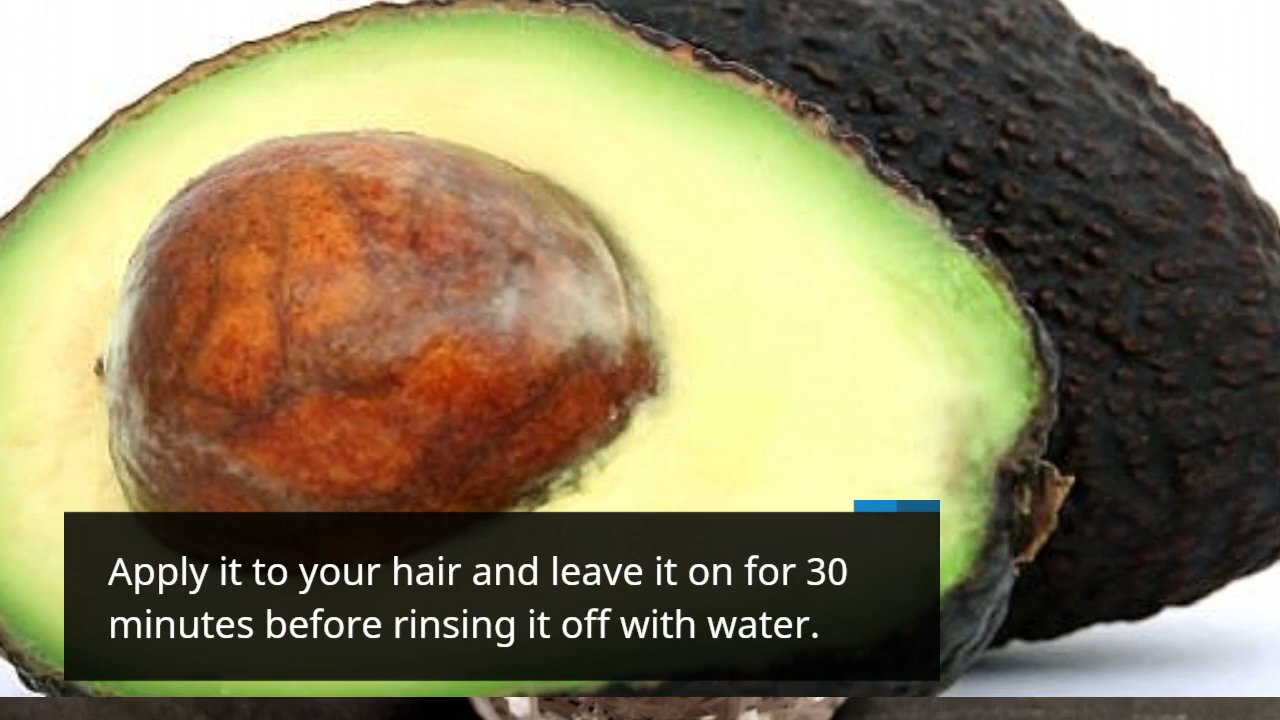 Apply it to your hair and leave it on for 30
minutes before rinsing it off with water.